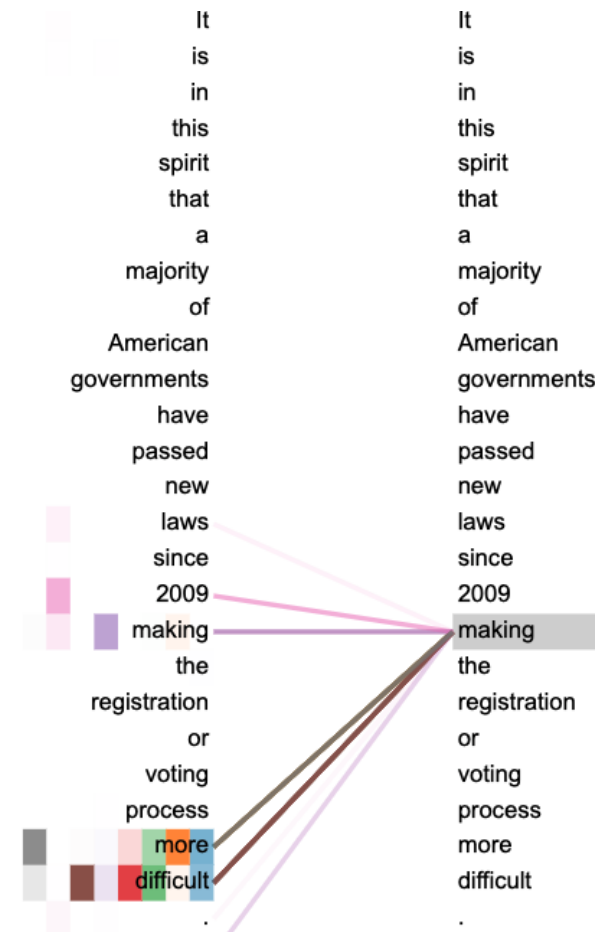 It It
is is
in in
this this
spirit spirit
that that
a a
majority majority
of of
American American
governments governments
have have
passed passed
new new
laws laws
since since
2009 2009
making making
the the
registration registration
or or
voting voting
process process
more more
difficult difficult
. .